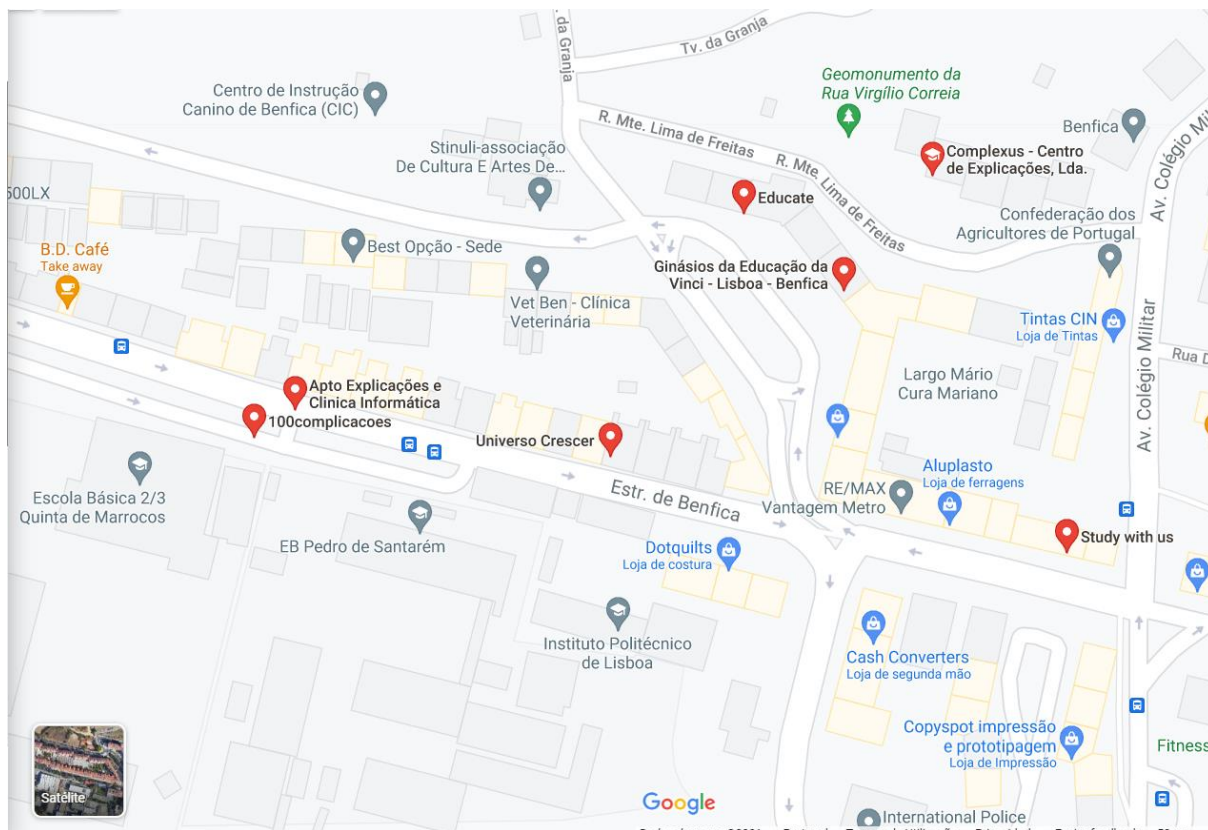 da Granja
Tv. da Granja
Centro de Instrução
Canino de Benfica (CIC)
Geomonumento da
Rua Virgílio Correia
R. Mte. Lima de Freitas
R. Mte. Lima de Freitas
Benfica
Av. Colégio Mil
Stinuli-associação
De Cultura E Artes De...
Complexus - Centro
de Explicações, Lda.
500LX
Educate
Confederação dos
Agricultores de Portugal
B.D. Café
Take away
Best Opção - Sede
Ginásios da Educação da
Vinci - Lisboa - Benfica
Vet Ben - Clínica
Veterinária
Tintas CIN
Loja de Tintas
Av. Colégio Militar
Rua D
Largo Mário
Cura Mariano
Apto Explicações e
Clinica Informática
100complicacoes
Universo Crescer
Aluplasto
Loja de ferragens
Escola Básica 2/3
Quinta de Marrocos
Estr. de Benfica
RE/MAX
Vantagem Metro
EB Pedro de Santarém
Study with us
Dotquilts
Loja de costura
Instituto Politécnico
de Lisboa
Cash Converters
Loja de segunda mão
Copyspot impressão
e prototipagem
Loja de Impressão
Fitness
Satélite
Google
International Police